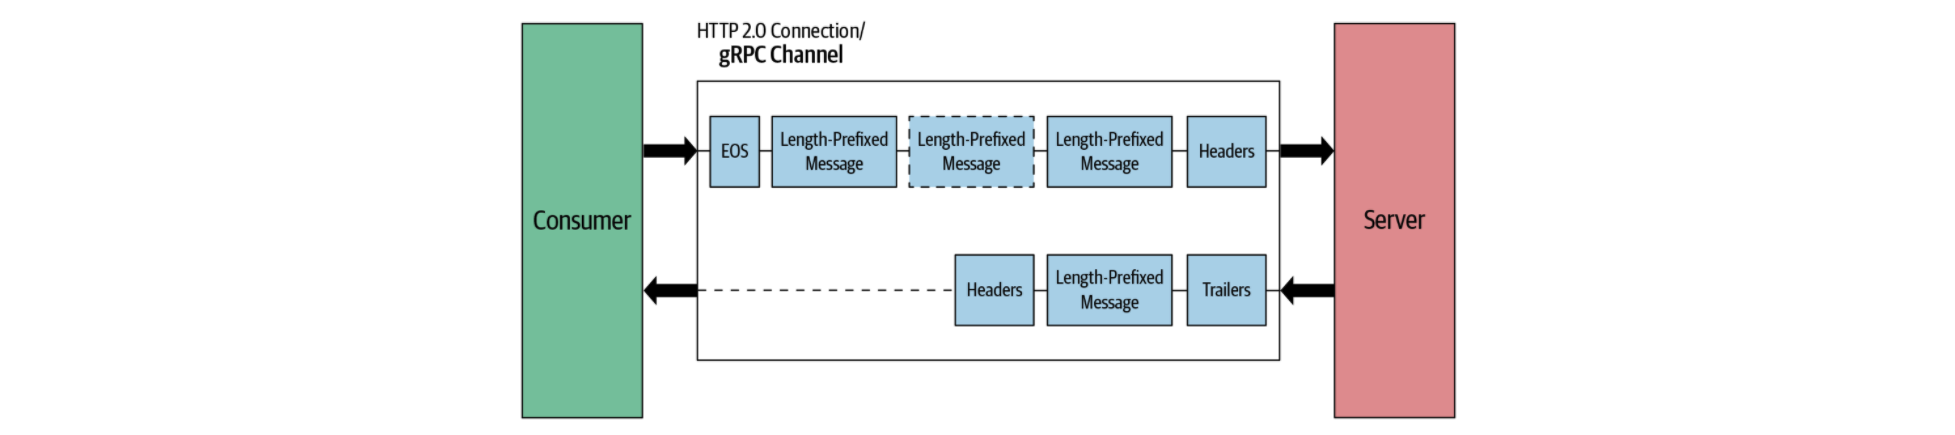 HTTP 2.0 Connection/
gRPC Channel
Consumer
EOS
Length-Prefixed
Message
Length-Prefixed
Message
Length-Prefixed
Message
Headers
Server
Headers
Length-Prefixed
Message
Trailers